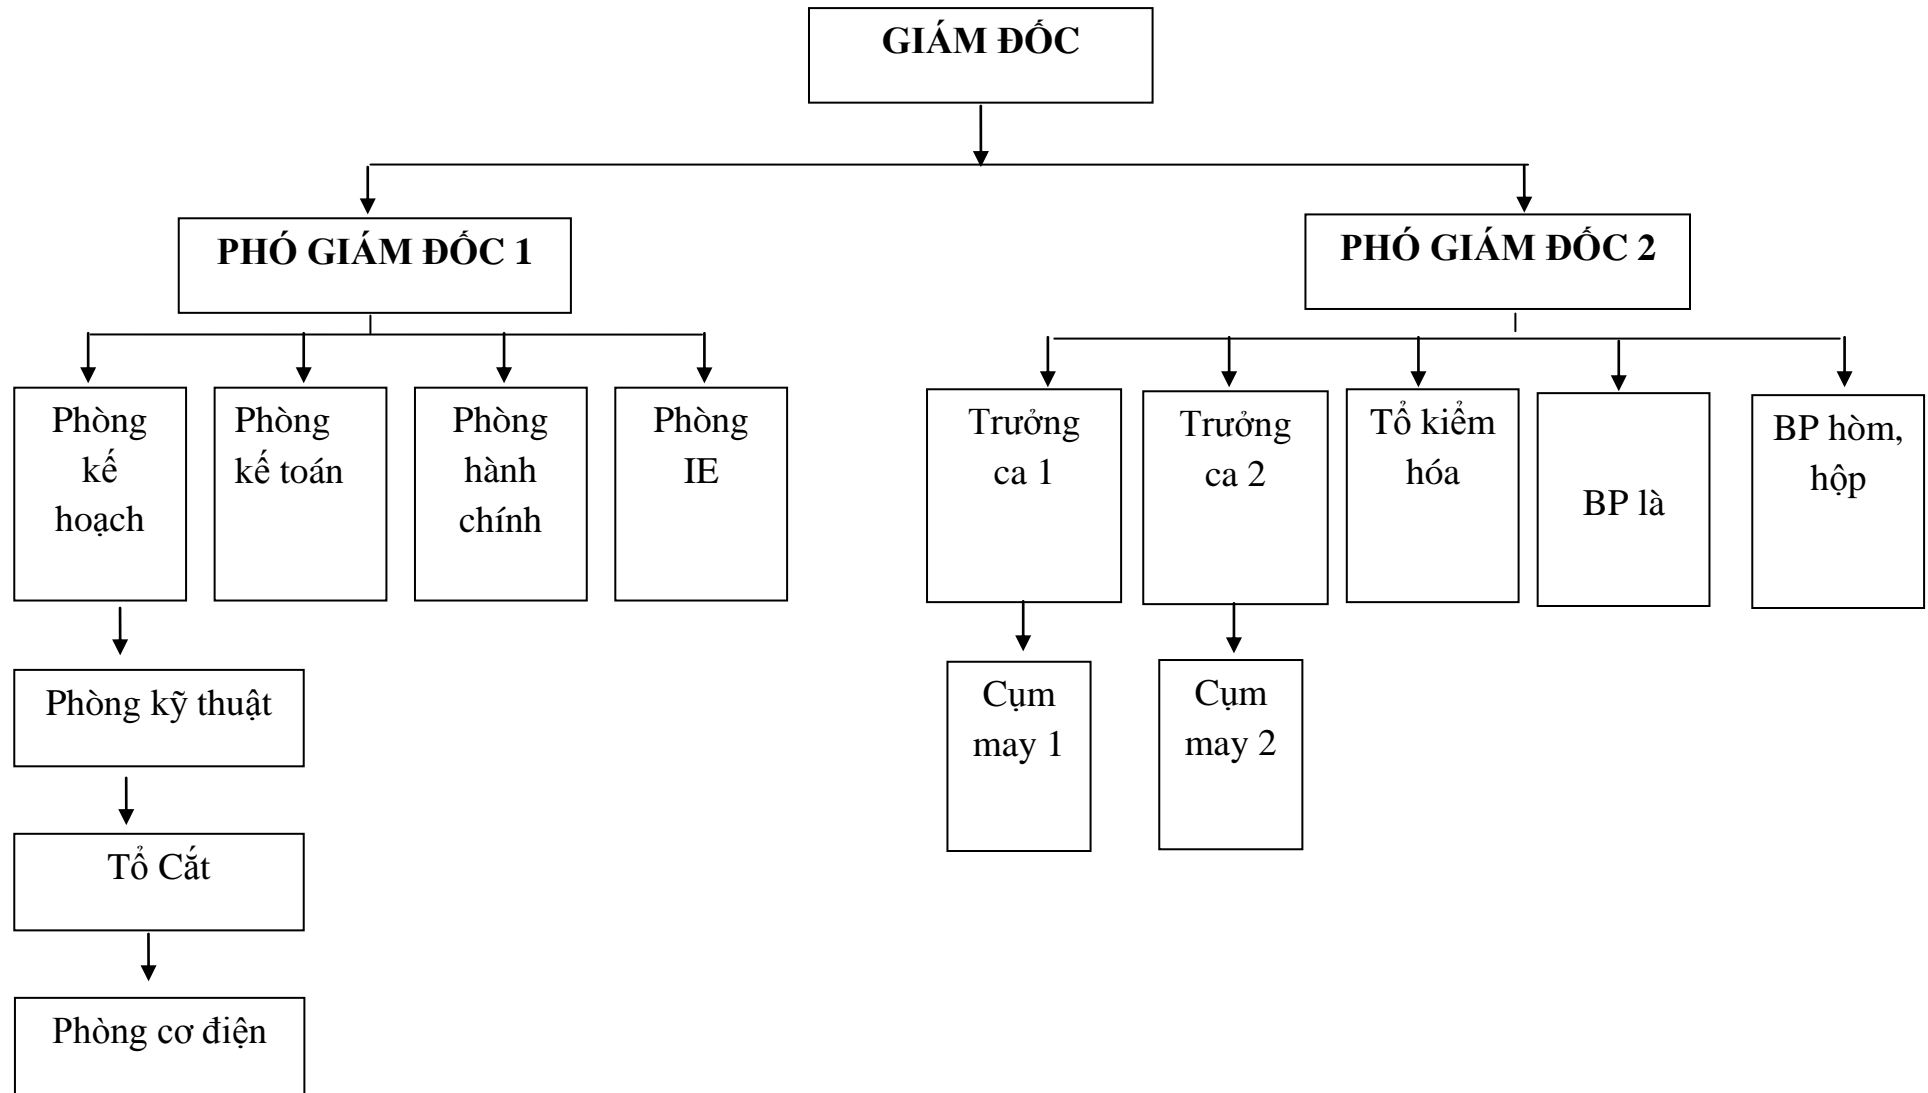 GIÁM ĐỐC
PHÓ GIÁM ĐỐC 1
PHÓ GIÁM ĐỐC 2
Phòng
kế
hoạch
Phòng
kế toán
Phòng
hành
chính
Phòng
IE
Trưởng
ca 1
Trưởng
ca 2
Tổ kiểm
hóa
BP là
BP hòm,
hộp
Phòng kỹ thuật
Cụm
may 1
Cụm
may 2
Tổ Cắt
Phòng cơ điện